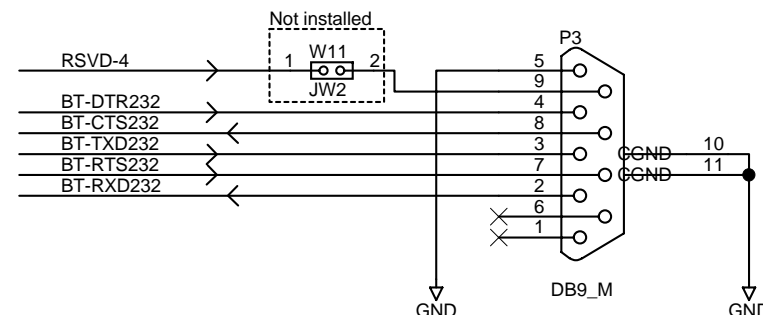 Not installed
P3
RSVD-4 1 W11 2 5
JW2
9
BT-DTR232 4
BT-CTS232 8
BT-TXD232 3 CGND 10
BT-RTS232 7 CGND 11
BT-RXD232 2
6
1
DB9_M
GND GND